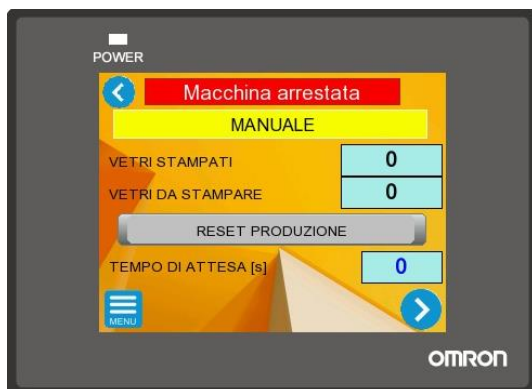 POWER
Macchina arrestata
MANUALE
VETRI STAMPATI 0
VETRI DA STAMPARE 0
RESET PRODUZIONE
TEMPO DI ATTESA [s] 0
MENU
OMRON